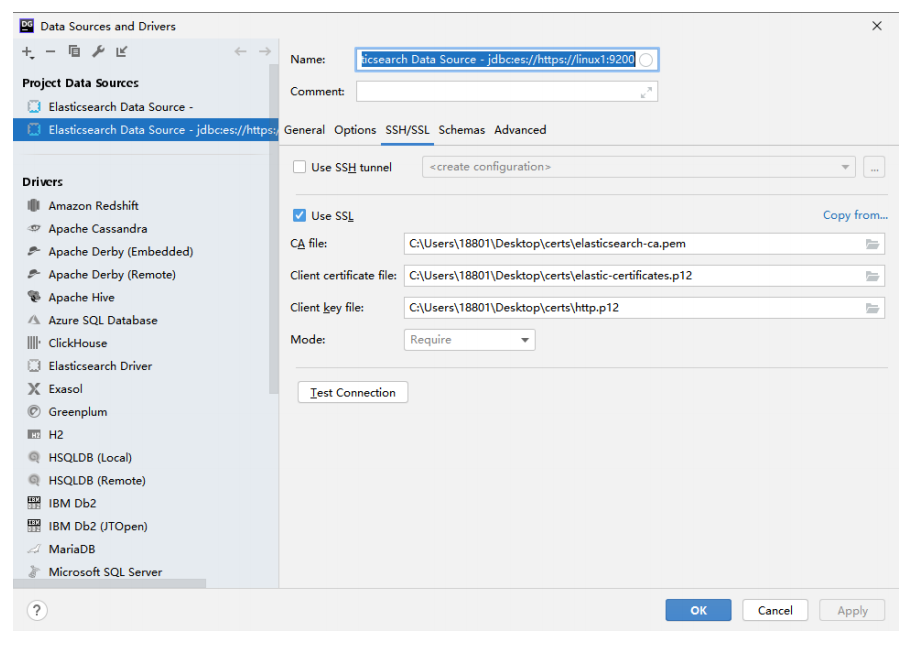 DG Data Sources and Drivers
Project Data Sources
Elasticsearch Data Source -
Elasticsearch Data Source - jdbc:es://https:/
Drivers
Amazon Redshift
Apache Cassandra
Apache Derby (Embedded)
Apache Derby (Remote)
Apache Hive
Azure SQL Database
ClickHouse
Elasticsearch Driver
Exasol
Greenplum
H2
HSQLDB (Local)
HSQLDB (Remote)
IBM Db2
IBM Db2 (JTOpen)
MariaDB
Microsoft SQL Server
Name: ticsearch Data Source - jdbc:es://https://linux1:9200
Comment:
General Options SSH/SSL Schemas Advanced
Use SSH tunnel <create configuration> ...
Use SSL Copy from...
CA file: C:\Users\18801\Desktop\certs\elasticsearch-ca.pem
Client certificate file: C:\Users\18801\Desktop\certs\elastic-certificates.p12
Client key file: C:\Users\18801\Desktop\certs\http.p12
Mode: Require
Test Connection
? OK Cancel Apply